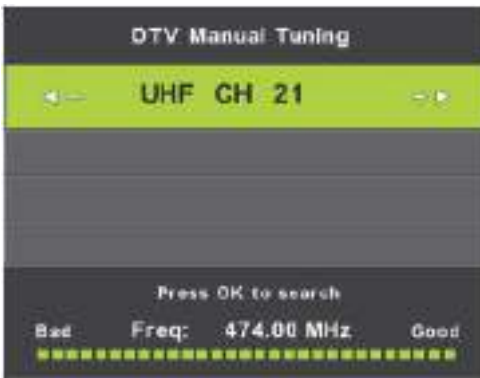 DTV Manual Tuning
UHF CH 21
Press OK to search
Bad Freq: 474.00 MHz Good